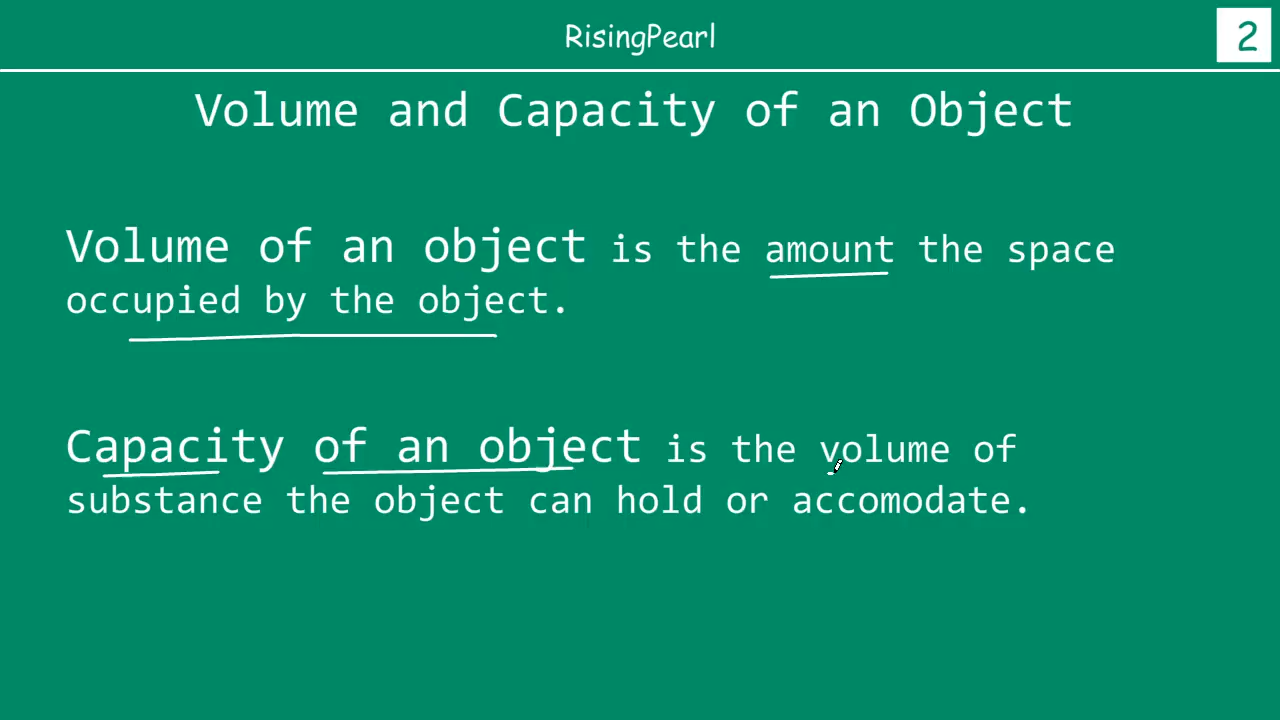 RisingPearl
2
Volume and Capacity of an Object
Volume of an object is the amount the space
occupied by the object.
Capacity of an object is the volume of
substance the object can hold or accomodate.